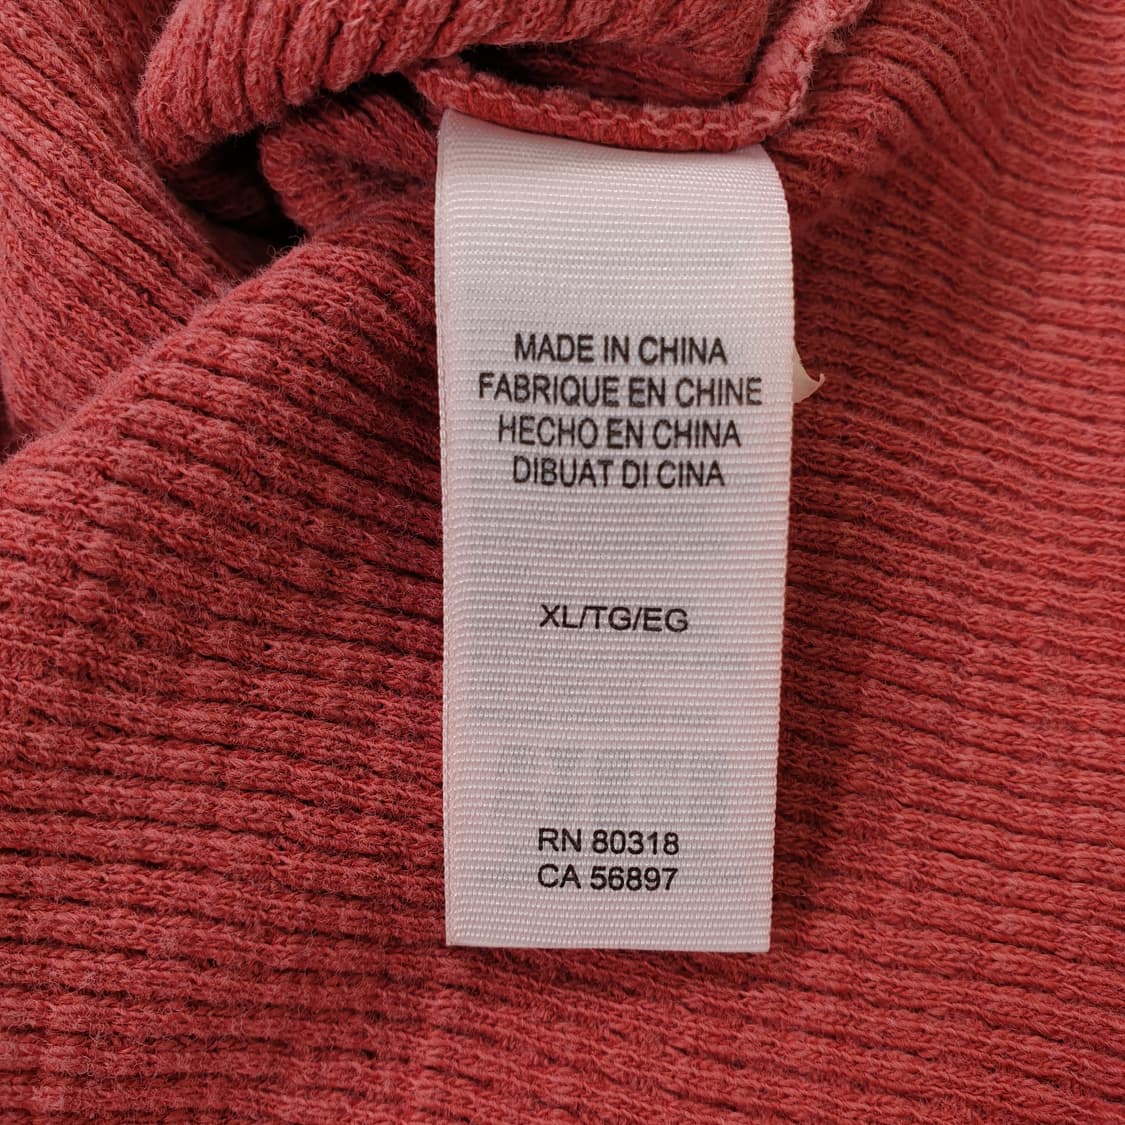 MADE IN CHINA
FABRIQUE EN CHINE
HECHO EN CHINA
DIBUAT DI CINA
XL/TG/EG
RN 80318
CA 56897